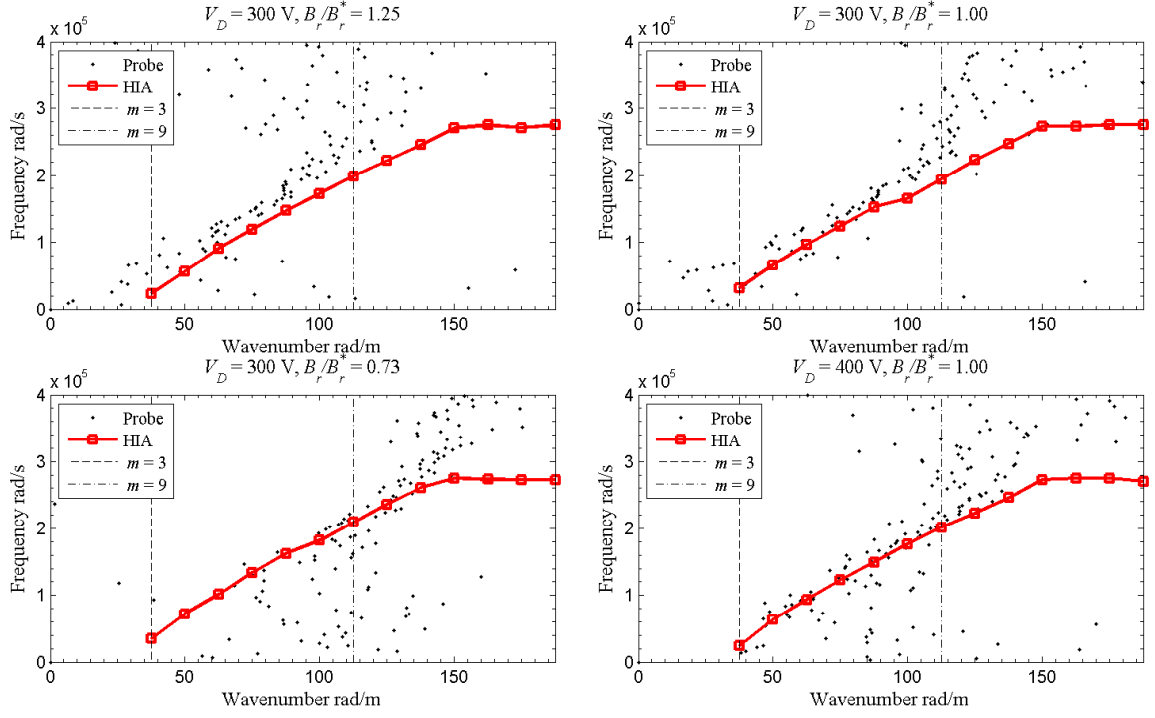 V_D = 300 V, B_r/B_r^* = 1.25
x 10^5
4
3
2
1
0
Frequency rad/s
Probe
HIA
m = 3
m = 9
0 50 100 150
Wavenumber rad/m
V_D = 300 V, B_r/B_r^* = 1.00
x 10^5
4
3
2
1
0
Frequency rad/s
Probe
HIA
m = 3
m = 9
0 50 100 150
Wavenumber rad/m
V_D = 300 V, B_r/B_r^* = 0.73
x 10^5
4
3
2
1
0
Frequency rad/s
Probe
HIA
m = 3
m = 9
0 50 100 150
Wavenumber rad/m
V_D = 400 V, B_r/B_r^* = 1.00
x 10^5
4
3
2
1
0
Frequency rad/s
Probe
HIA
m = 3
m = 9
0 50 100 150
Wavenumber rad/m